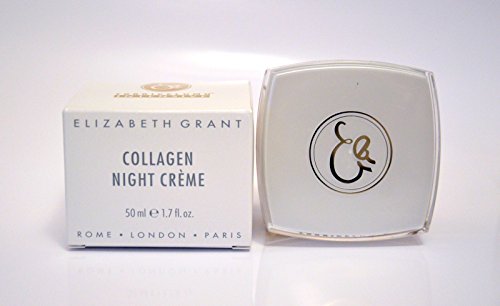 ELIZABETH GRANT
COLLAGEN
NIGHT CRÈME
50 ml ℮ 1.7 fl. oz.
ROME • LONDON • PARIS